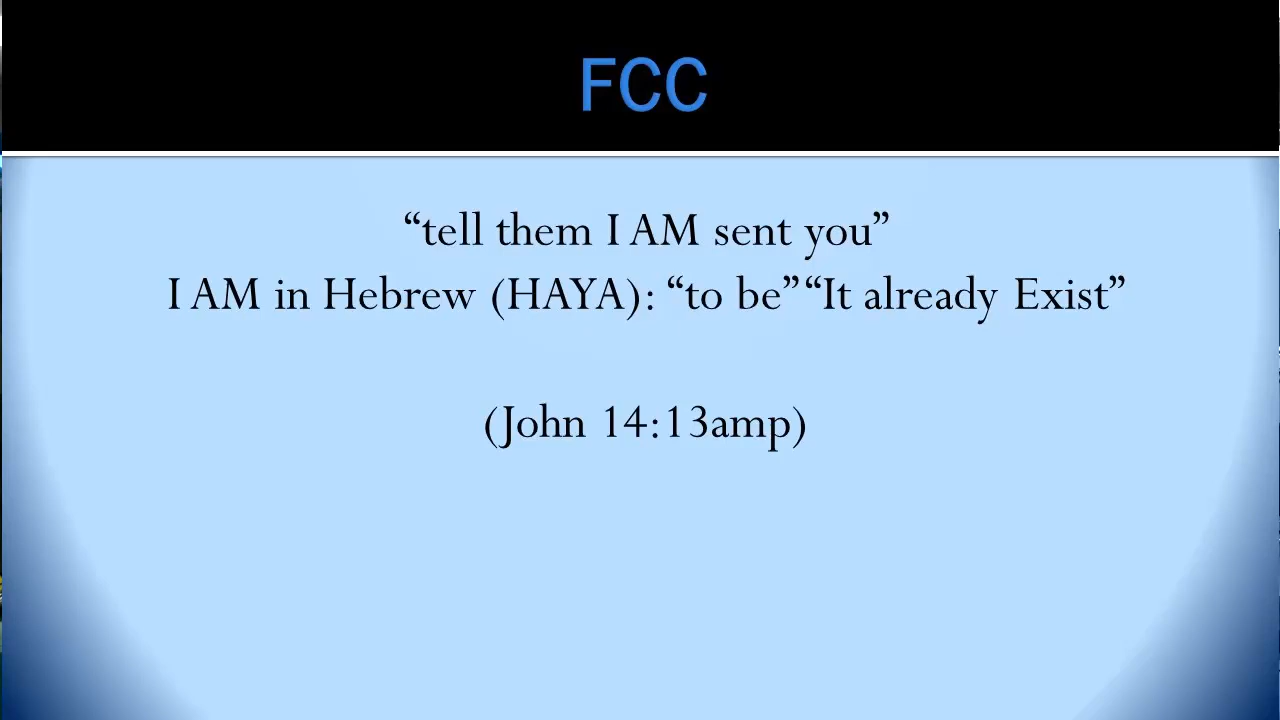 FCC
“tell them I AM sent you”
I AM in Hebrew (HAYA): “to be” “It already Exist”
(John 14:13amp)